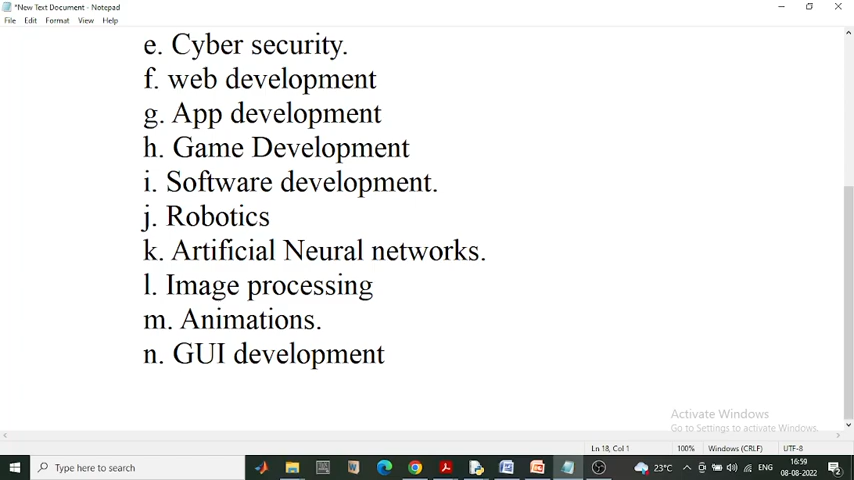 *New Text Document - Notepad
File Edit Format View Help
e. Cyber security.
f. web development
g. App development
h. Game Development
i. Software development.
j. Robotics
k. Artificial Neural networks.
l. Image processing
m. Animations.
n. GUI development
Activate Windows
Go to Settings to activate Windows.
Ln 18, Col 1 100% Windows (CRLF) UTF-8
Type here to search 23°C ENG 16:59
08-08-2022 2